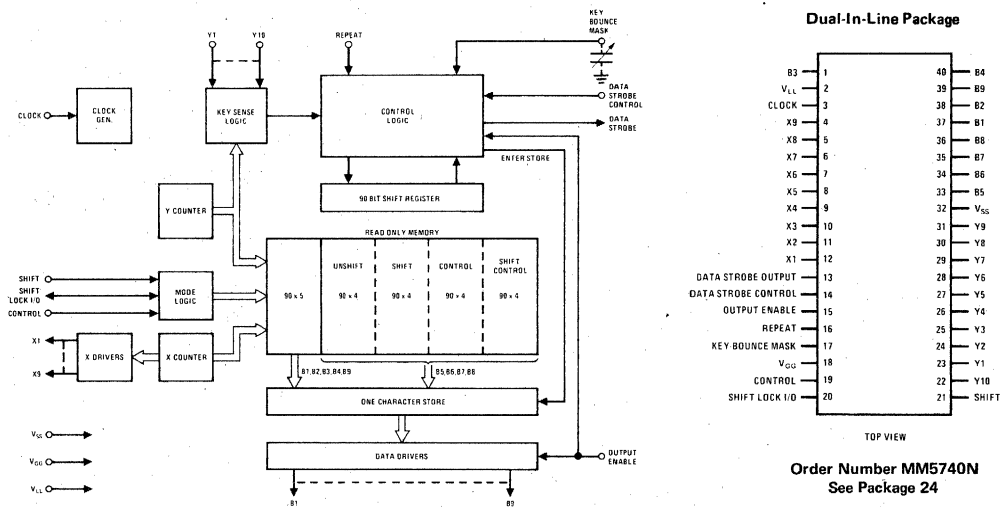 KEY
BOUNCE
MASK
Y1
Y10
REPEAT
CLOCK
CLOCK
GEN.
KEY SENSE
LOGIC
CONTROL
LOGIC
DATA
STROBE
CONTROL
DATA
STROBE
ENTER STORE
90 BIT SHIFT REGISTER
Y COUNTER
READ ONLY MEMORY
UNSHIFT
SHIFT
CONTROL
SHIFT
CONTROL
90 x 5
90 x 4
90 x 4
90 x 4
90 x 4
SHIFT
SHIFT
LOCK I/O
CONTROL
MODE
LOGIC
X1
X9
X DRIVERS
X COUNTER
B1,B2,B3,B4,B9
B5,B6,B7,B8
ONE CHARACTER STORE
DATA DRIVERS
OUTPUT
ENABLE
VSS
VGG
VLL
B1
B9
Dual-In-Line Package
B3 1 40 B4
VLL 2 39 B9
CLOCK 3 38 B2
X9 4 37 B1
X8 5 36 B8
X7 6 35 B7
X6 7 34 B6
X5 8 33 B5
X4 9 32 VSS
X3 10 31 Y9
X2 11 30 Y8
X1 12 29 Y7
DATA STROBE OUTPUT 13 28 Y6
DATA STROBE CONTROL 14 27 Y5
OUTPUT ENABLE 15 26 Y4
REPEAT 16 25 Y3
KEY-BOUNCE MASK 17 24 Y2
VGG 18 23 Y1
CONTROL 19 22 Y10
SHIFT LOCK I/O 20 21 SHIFT
TOP VIEW
Order Number MM5740N
See Package 24